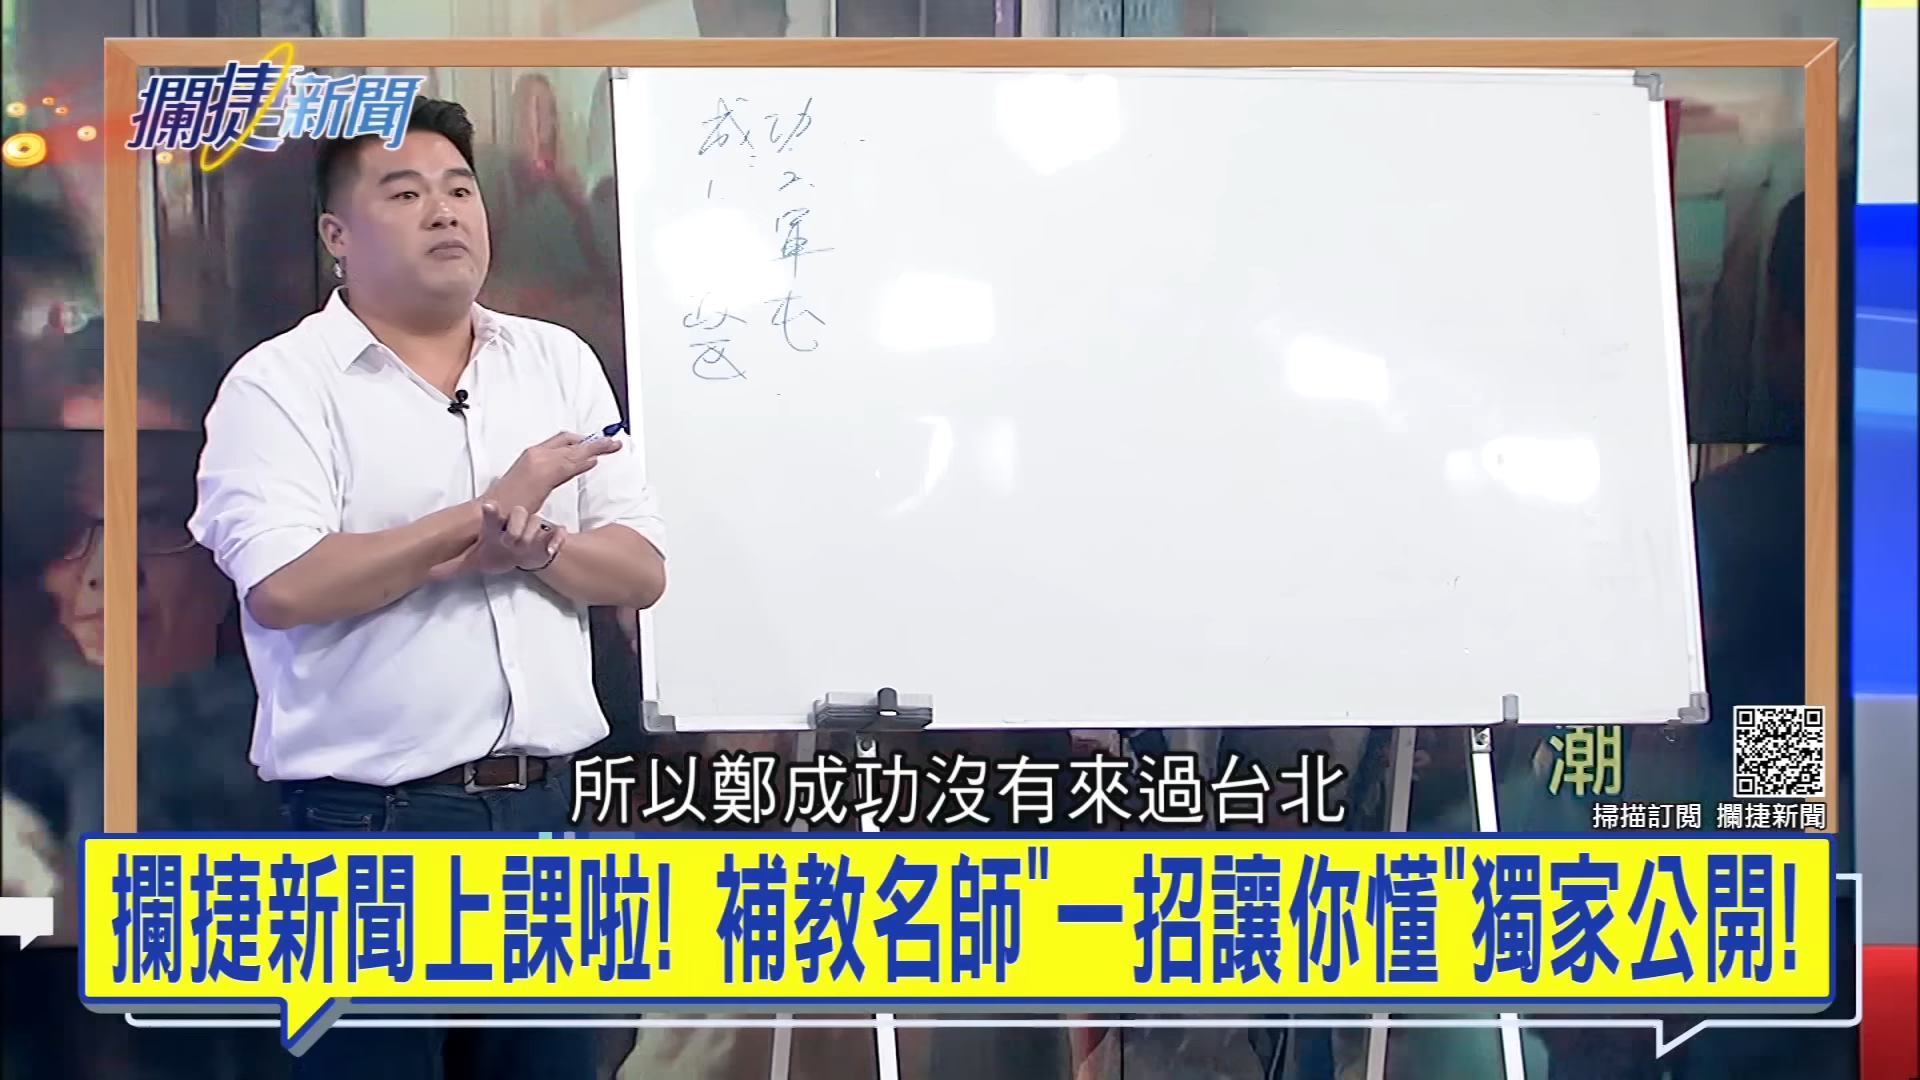 攔捷新聞
成功
1. 2.
軍
屯
潮
掃描訂閱 攔捷新聞
所以鄭成功沒有來過台北
攔捷新聞上課啦! 補教名師"一招讓你懂"獨家公開!